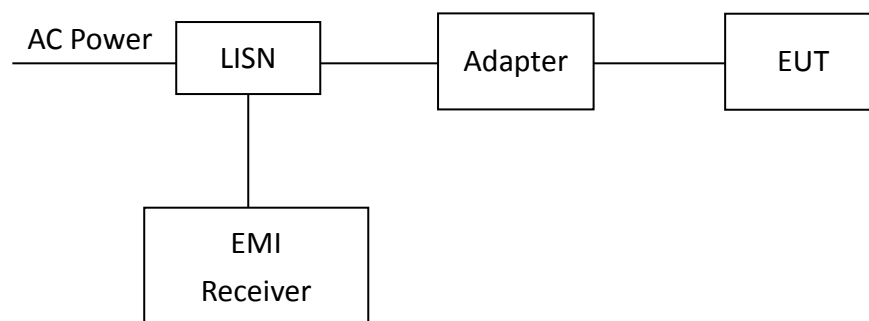 AC Power
LISN
Adapter
EUT
EMI
Receiver